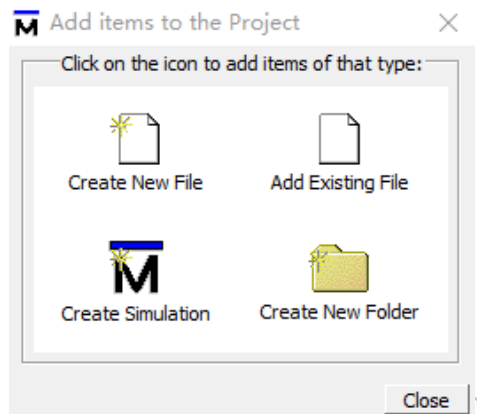 Add items to the Project
Click on the icon to add items of that type:
Create New File
Add Existing File
Create Simulation
Create New Folder
Close